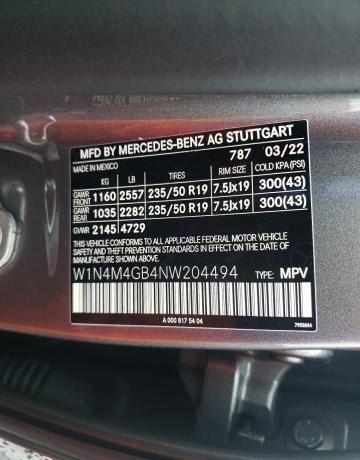 MFD BY MERCEDES-BENZ AG STUTTGART
MADE IN MEXICO 787 03/22
KG LB TIRES RIM SIZE COLD KPA(PSI)
GAWR FRONT 1160 2557 235/50 R19 7.5Jx19 300(43)
GAWR REAR 1035 2282 235/50 R19 7.5Jx19 300(43)
GVWR 2145 4729
THIS VEHICLE CONFORMS TO ALL APPLICABLE FEDERAL MOTOR VEHICLE
SAFETY, BUMPER, AND THEFT PREVENTION STANDARDS IN EFFECT ON
THE DATE OF MANUFACTURE SHOWN ABOVE.
W1N4M4GB4NW204494 TYPE: MPV
A 000 817 54 04